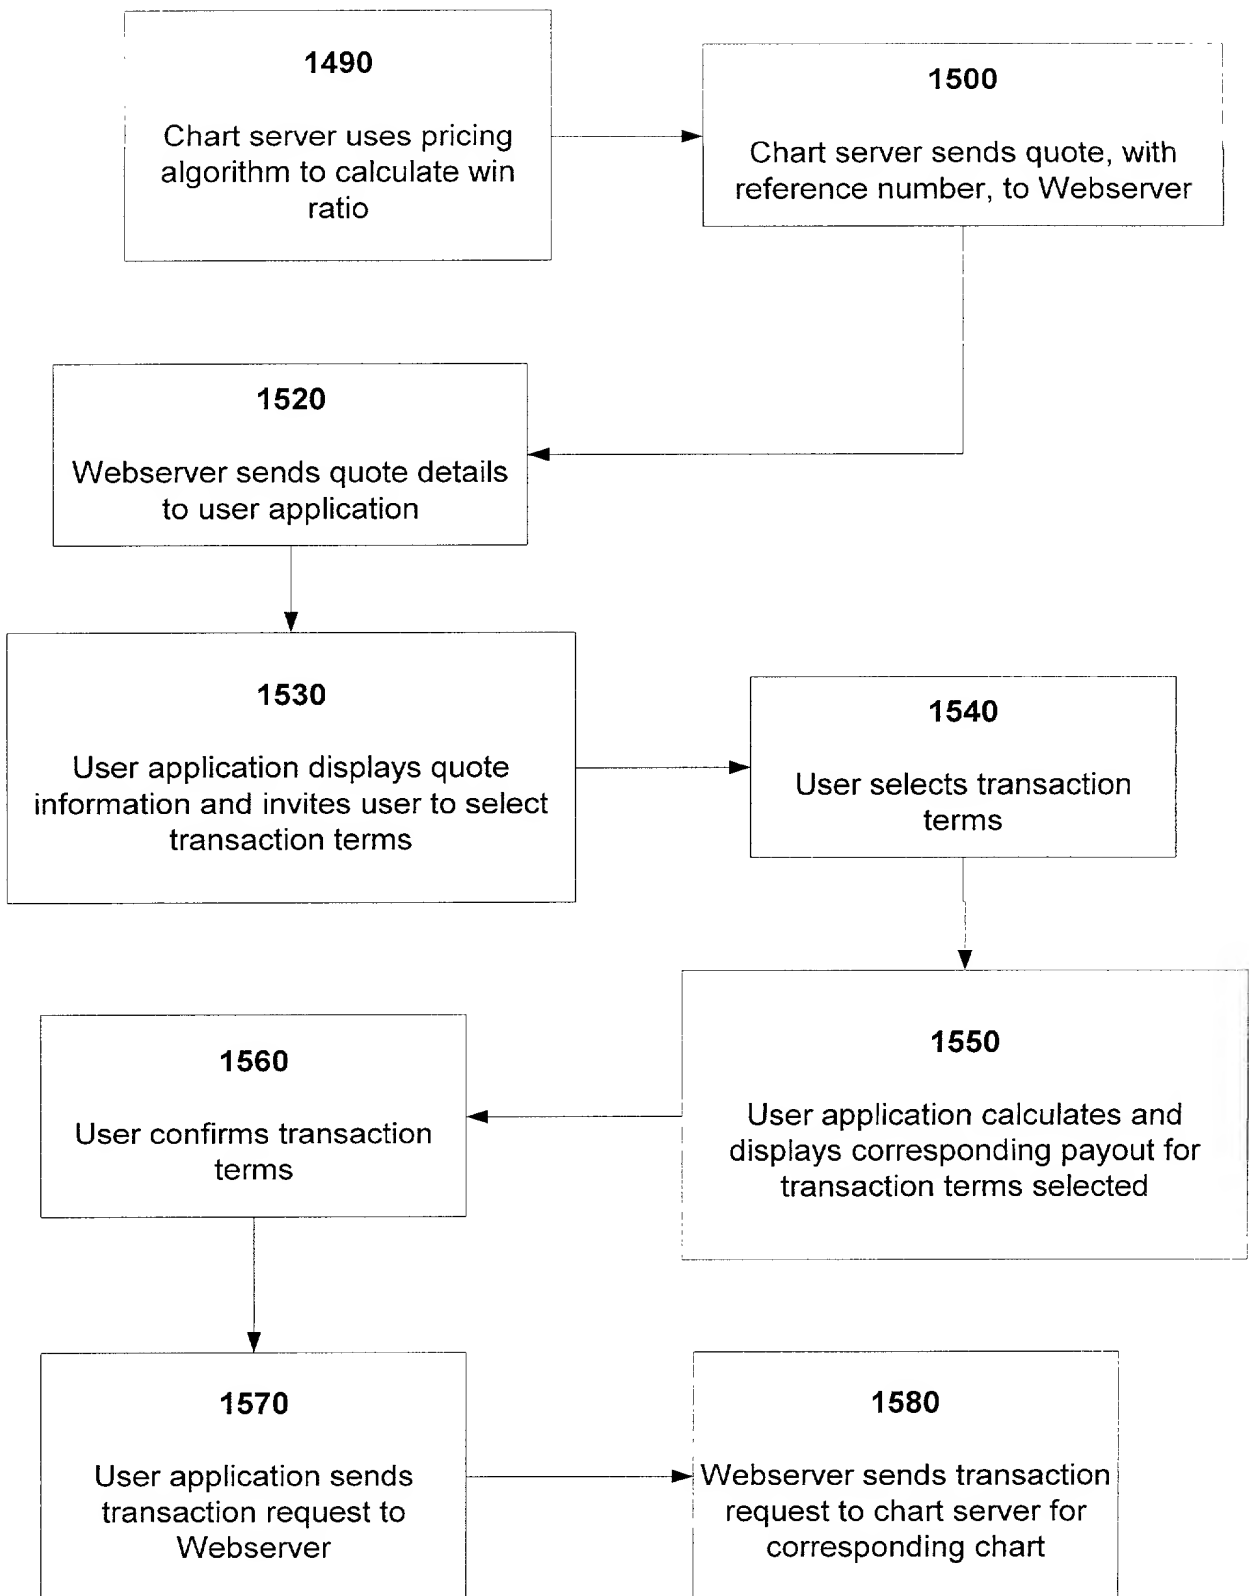 1490
Chart server uses pricing
algorithm to calculate win
ratio
1500
Chart server sends quote, with
reference number, to Webserver
1520
Webserver sends quote details
to user application
1530
User application displays quote
information and invites user to select
transaction terms
1540
User selects transaction
terms
1550
User application calculates and
displays corresponding payout for
transaction terms selected
1560
User confirms transaction
terms
1570
User application sends
transaction request to
Webserver
1580
Webserver sends transaction
request to chart server for
corresponding chart